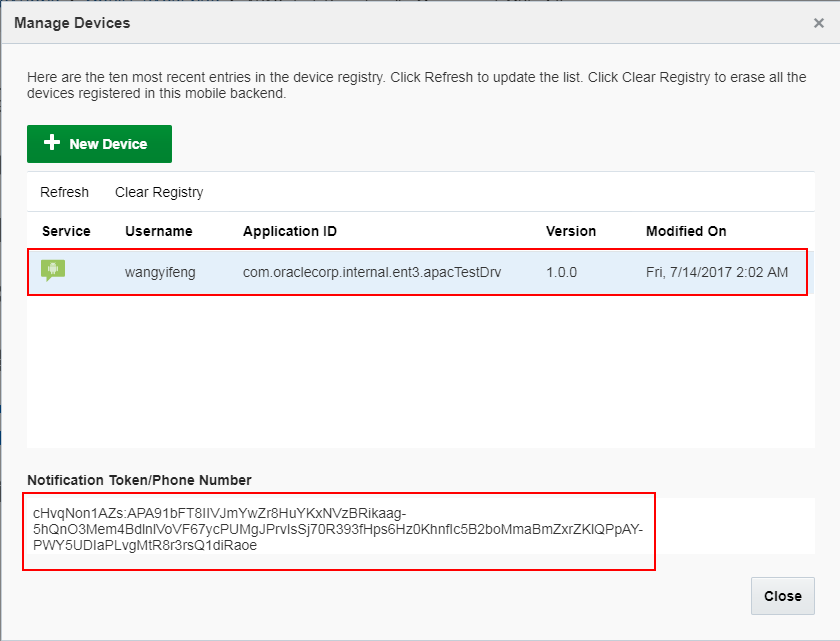 Manage Devices
Here are the ten most recent entries in the device registry. Click Refresh to update the list. Click Clear Registry to erase all the
devices registered in this mobile backend.
New Device
Refresh Clear Registry
Service Username Application ID Version Modified On
wangyifeng com.oraclecorp.internal.ent3.apacTestDrv 1.0.0 Fri, 7/14/2017 2:02 AM
Notification Token/Phone Number
cHvqNon1AZs:APA91bFT8IIVJmYwZr8HuYKxNVzBRikaag-
5hQnO3Mem4BdlnlVoVF67ycPUMgJPrvIsSj70R393fHps6Hz0KhnfIc5B2boMmaBmZxrZKlQPpAY-
PWY5UDIaPLvgMtR8r3rsQ1diRaoe
Close